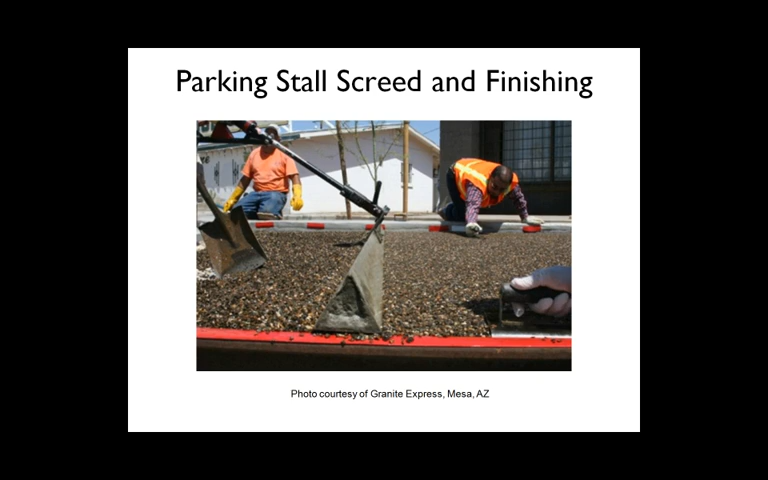 Parking Stall Screed and Finishing
Photo courtesy of Granite Express, Mesa, AZ